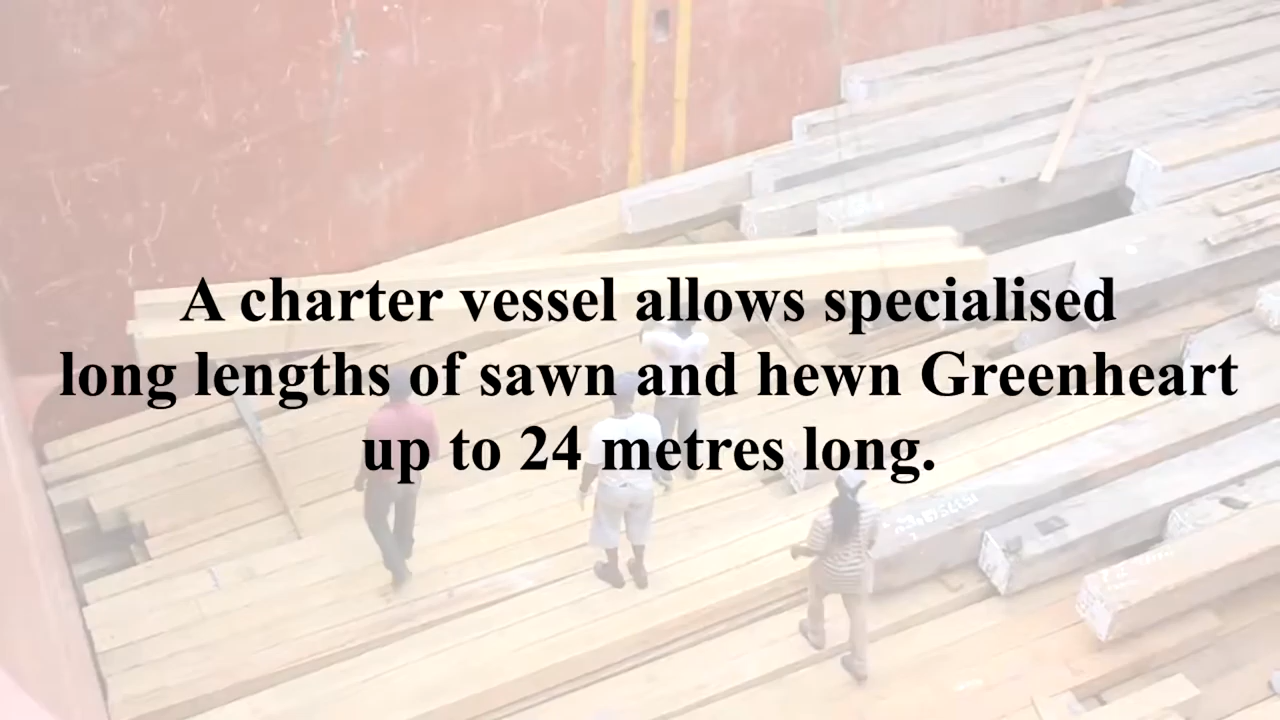 A charter vessel allows specialised
long lengths of sawn and hewn Greenheart
up to 24 metres long.